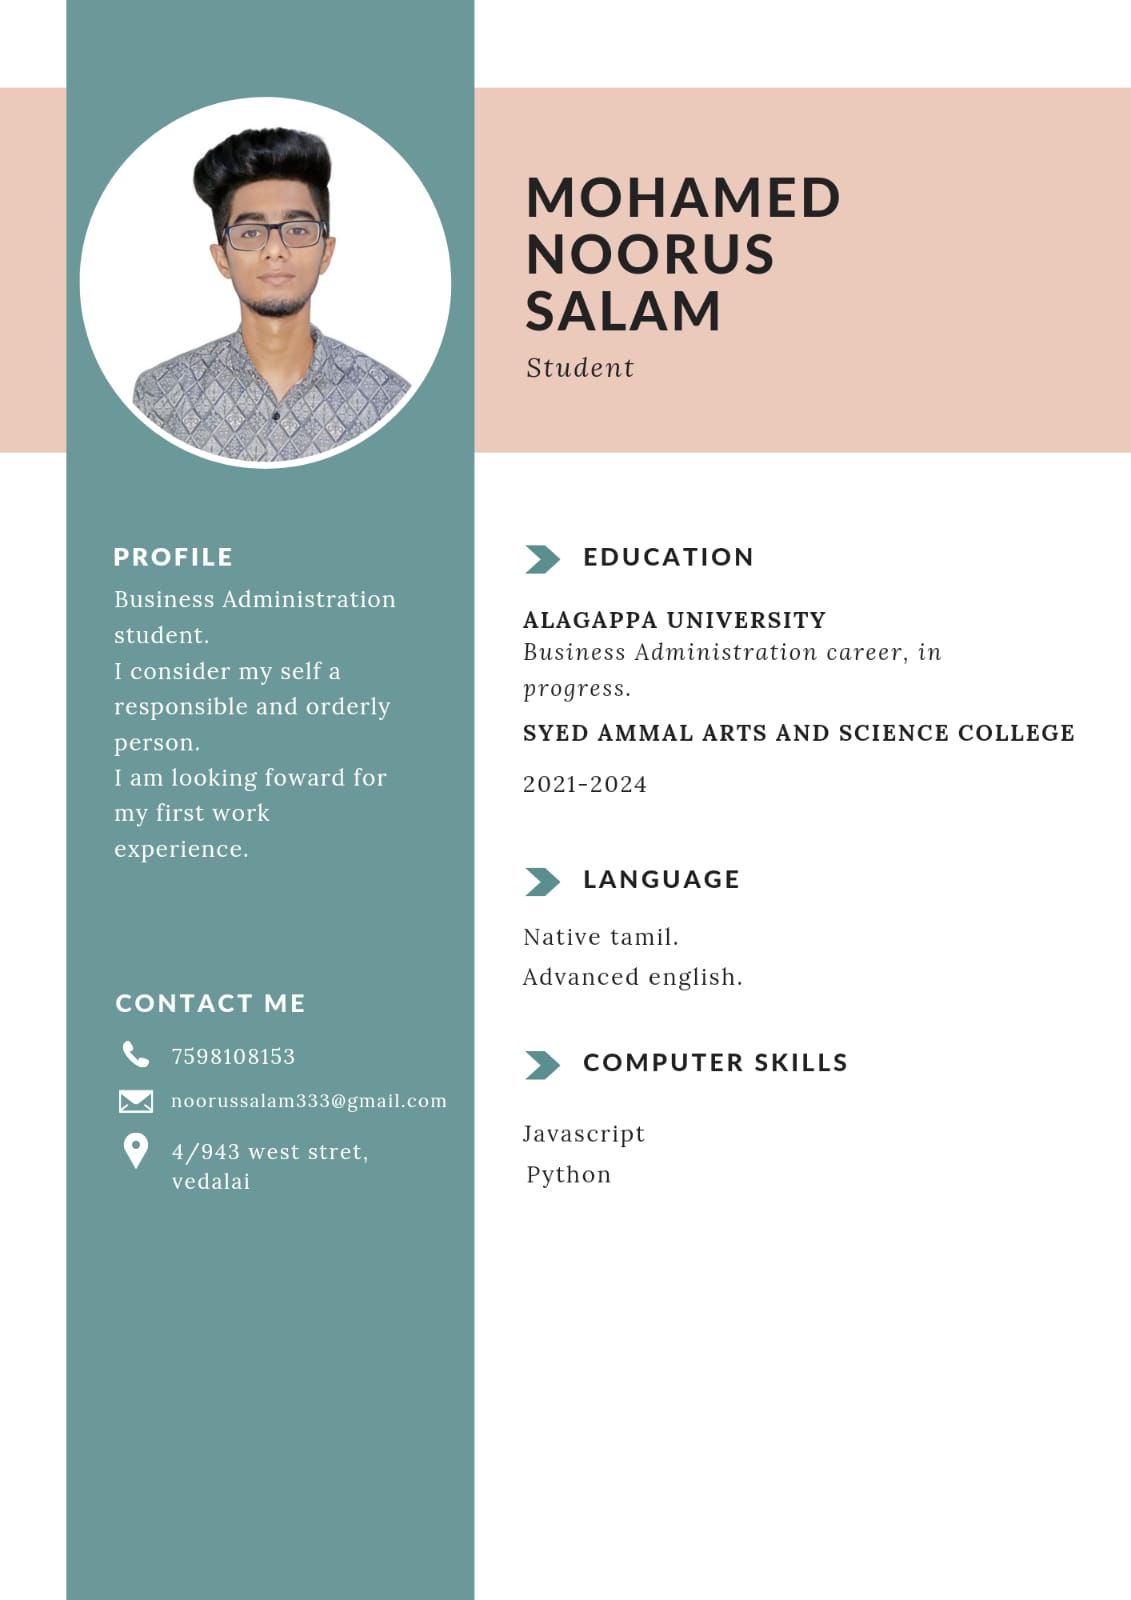 MOHAMED
NOORUS
SALAM
Student
PROFILE
Business Administration
student.
I consider my self a
responsible and orderly
person.
I am looking foward for
my first work
experience.
CONTACT ME
7598108153
noorussalam333@gmail.com
4/943 west stret,
vedalai
EDUCATION
ALAGAPPA UNIVERSITY
Business Administration career, in
progress.
SYED AMMAL ARTS AND SCIENCE COLLEGE
2021-2024
LANGUAGE
Native tamil.
Advanced english.
COMPUTER SKILLS
Javascript
Python